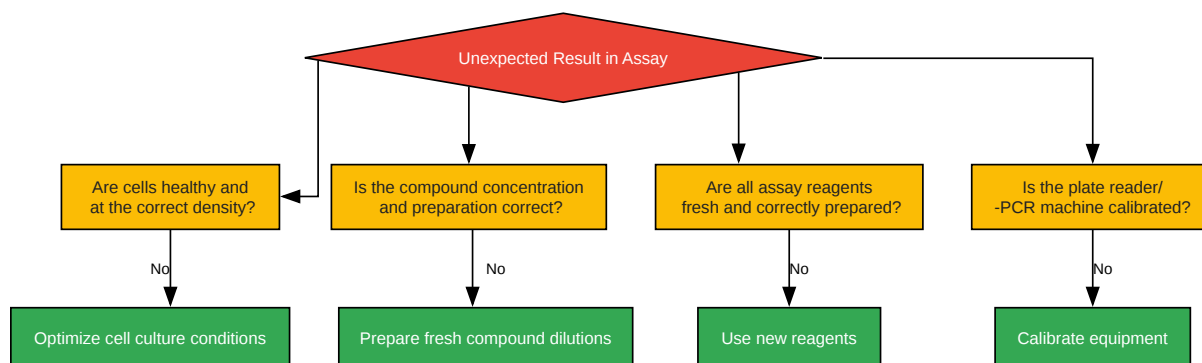 Unexpected Result in Assay
Are cells healthy and
at the correct density?
Is the compound concentration
and preparation correct?
Are all assay reagents
fresh and correctly prepared?
Is the plate reader/
-PCR machine calibrated?
No
No
No
No
Optimize cell culture conditions
Prepare fresh compound dilutions
Use new reagents
Calibrate equipment